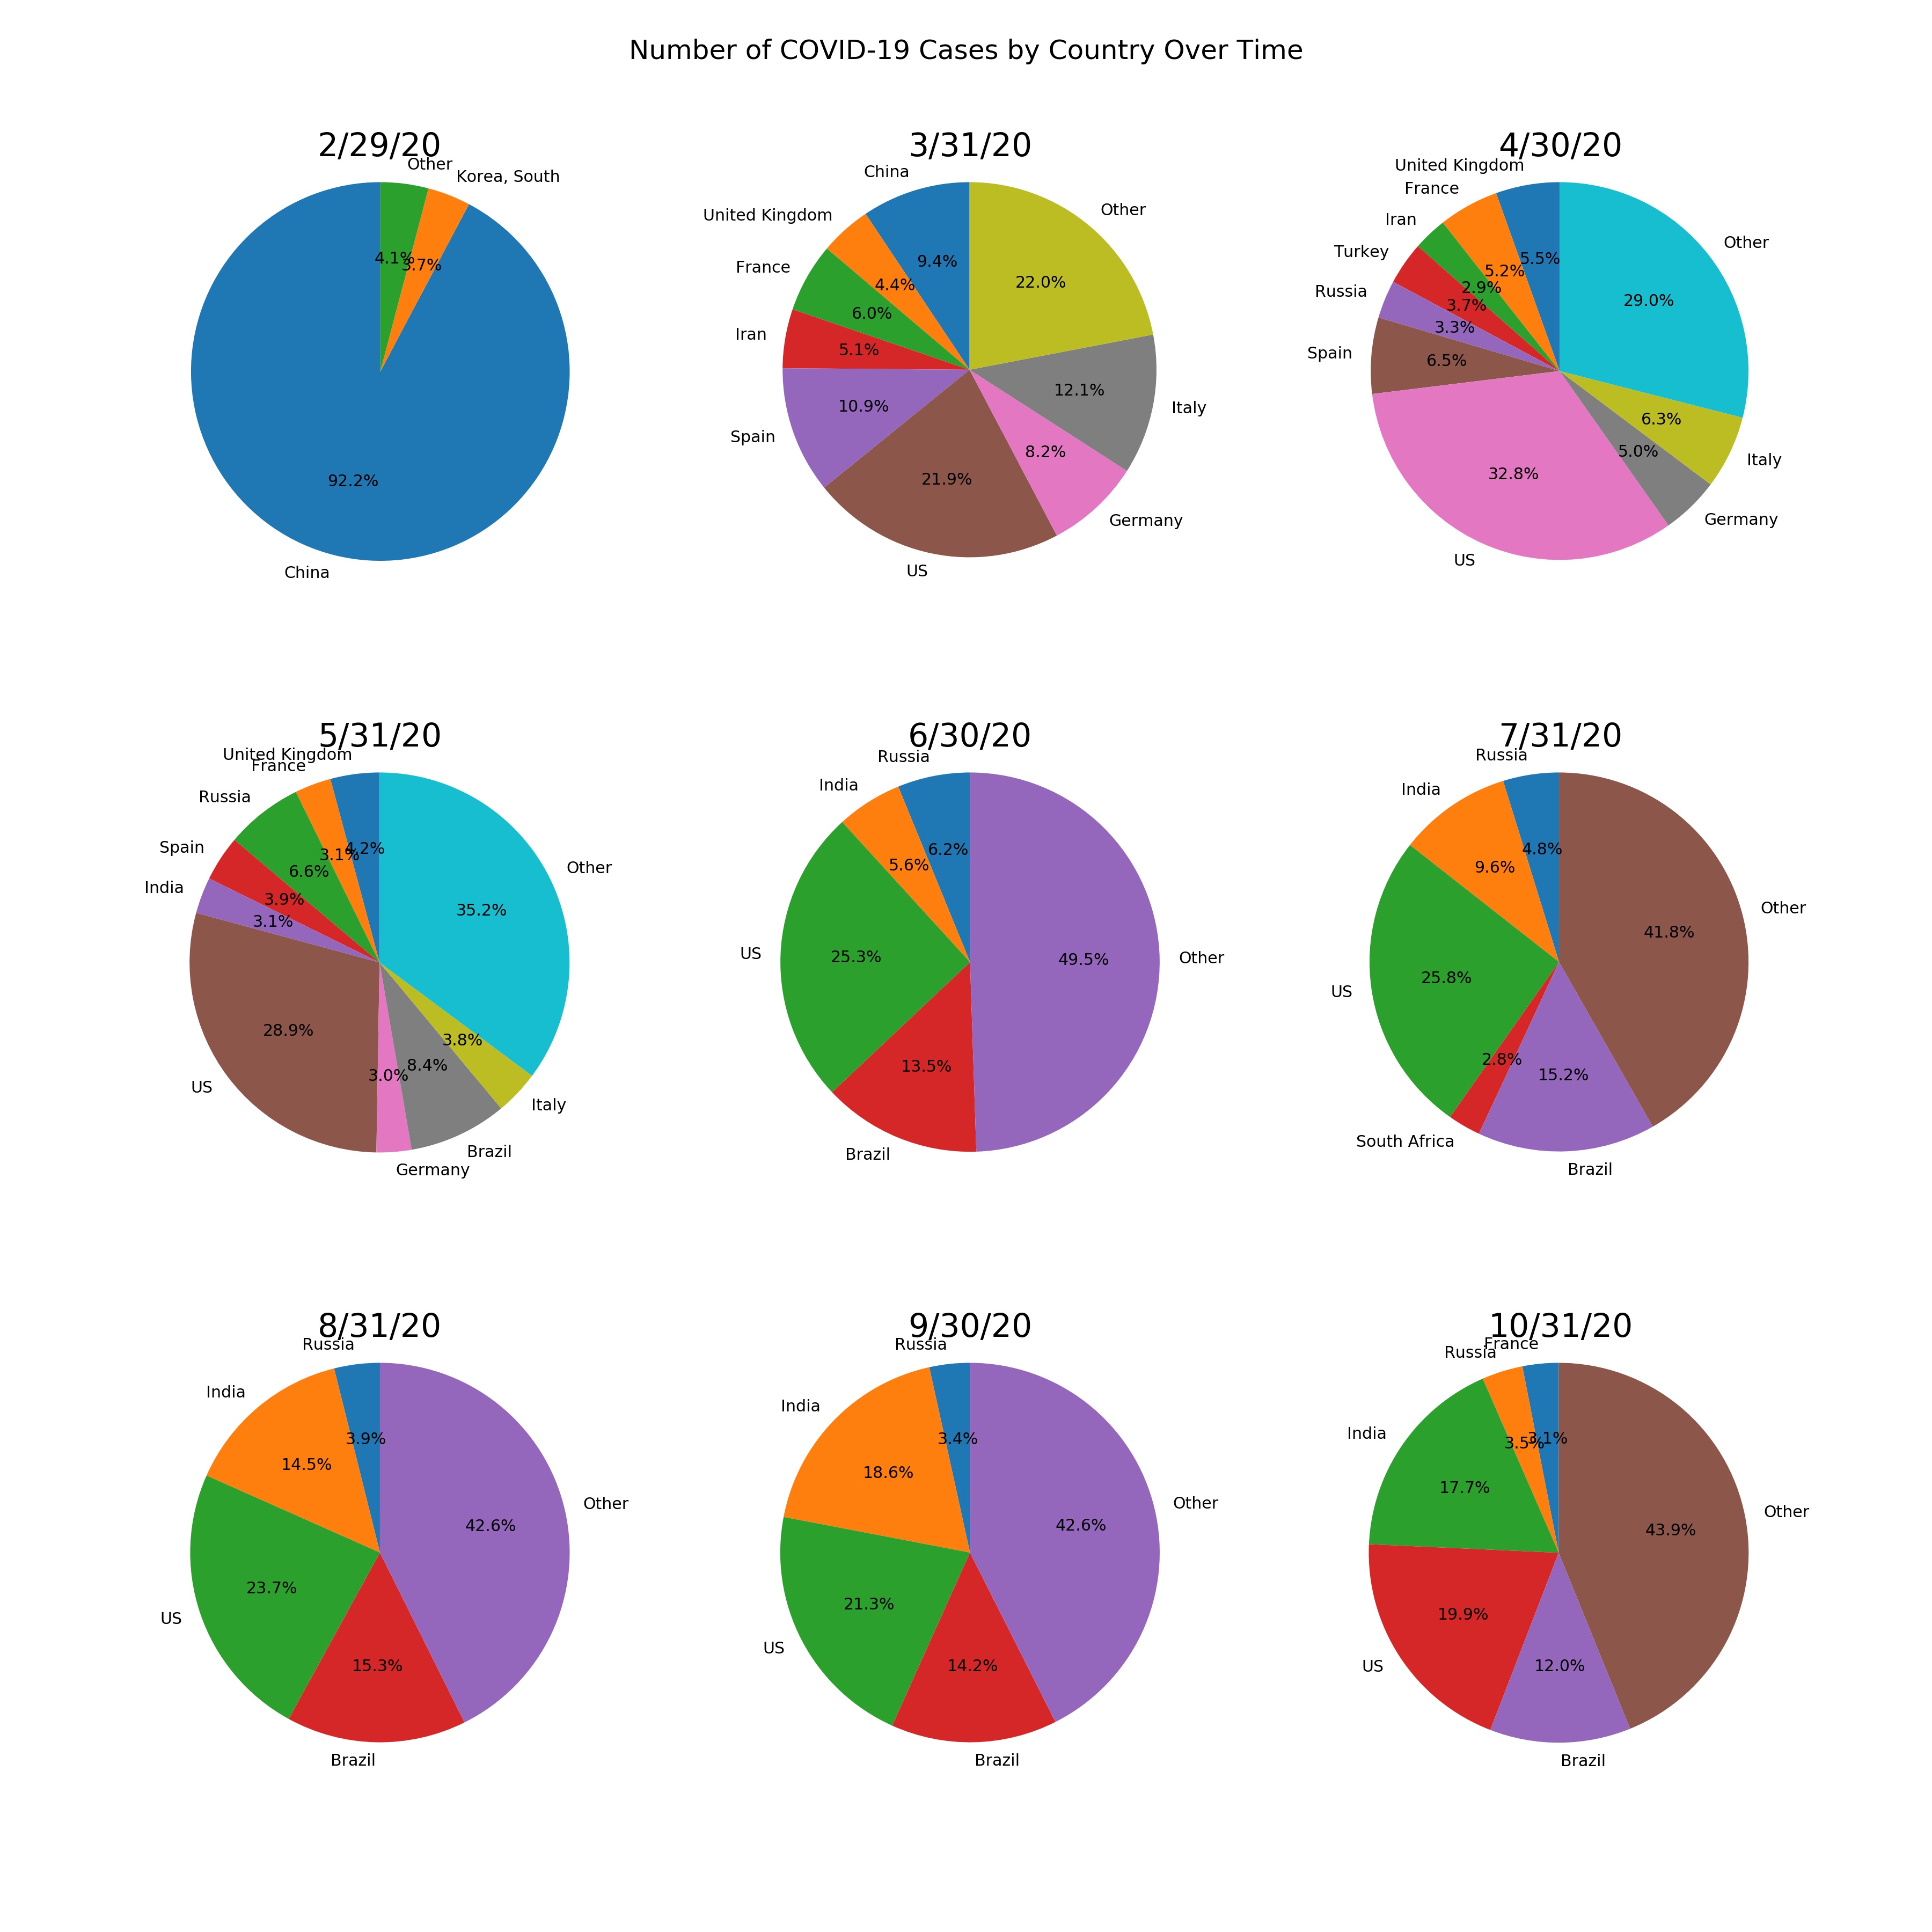 Number of COVID-19 Cases by Country Over Time
2/29/20
Other
Korea, South
4.1%
3.7%
92.2%
China
3/31/20
China
United Kingdom
Other
France
9.4%
22.0%
4.4%
6.0%
Iran
5.1%
12.1%
10.9%
Italy
Spain
8.2%
21.9%
Germany
US
4/30/20
United Kingdom
France
Iran
Other
Turkey
5.5%
5.2%
2.9%
Russia
29.0%
3.7%
3.3%
Spain
6.5%
6.3%
5.0%
Italy
32.8%
Germany
US
5/31/20
United Kingdom
France
Russia
Spain
4.2%
3.1%
Other
6.6%
India
3.9%
35.2%
3.1%
28.9%
3.8%
8.4%
3.0%
US
Italy
Brazil
Germany
6/30/20
Russia
India
6.2%
5.6%
US
25.3%
49.5%
Other
13.5%
Brazil
7/31/20
Russia
India
4.8%
9.6%
Other
41.8%
25.8%
US
2.8%
15.2%
South Africa
Brazil
8/31/20
Russia
India
3.9%
14.5%
Other
42.6%
23.7%
US
15.3%
Brazil
9/30/20
Russia
India
3.4%
18.6%
Other
42.6%
21.3%
US
14.2%
Brazil
10/31/20
France
Russia
India
3.5%
3.1%
17.7%
Other
43.9%
19.9%
US
12.0%
Brazil